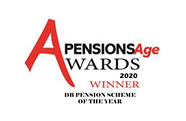 PENSIONSAge
AWARDS
2020
WINNER
DB PENSION SCHEME
OF THE YEAR